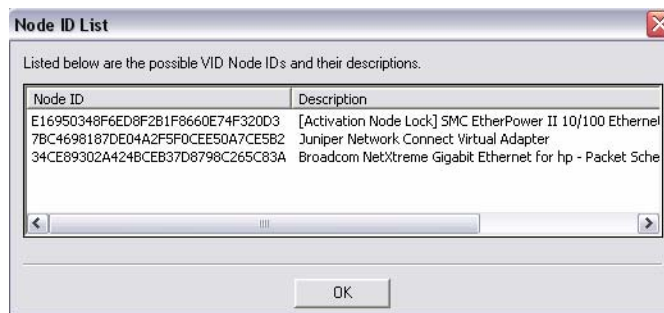 Node ID List
Listed below are the possible VID Node IDs and their descriptions.
Node ID Description
E16950348F6ED8F2B1F8660E74F320D3 [Activation Node Lock] SMC EtherPower II 10/100 Ethernel
7BC4698187DE04A2F5F0CEE50A7CE5B2 Juniper Network Connect Virtual Adapter
34CE89302A424BCEB37D8798C265C83A Broadcom NetXtreme Gigabit Ethernet for hp - Packet Sche
OK